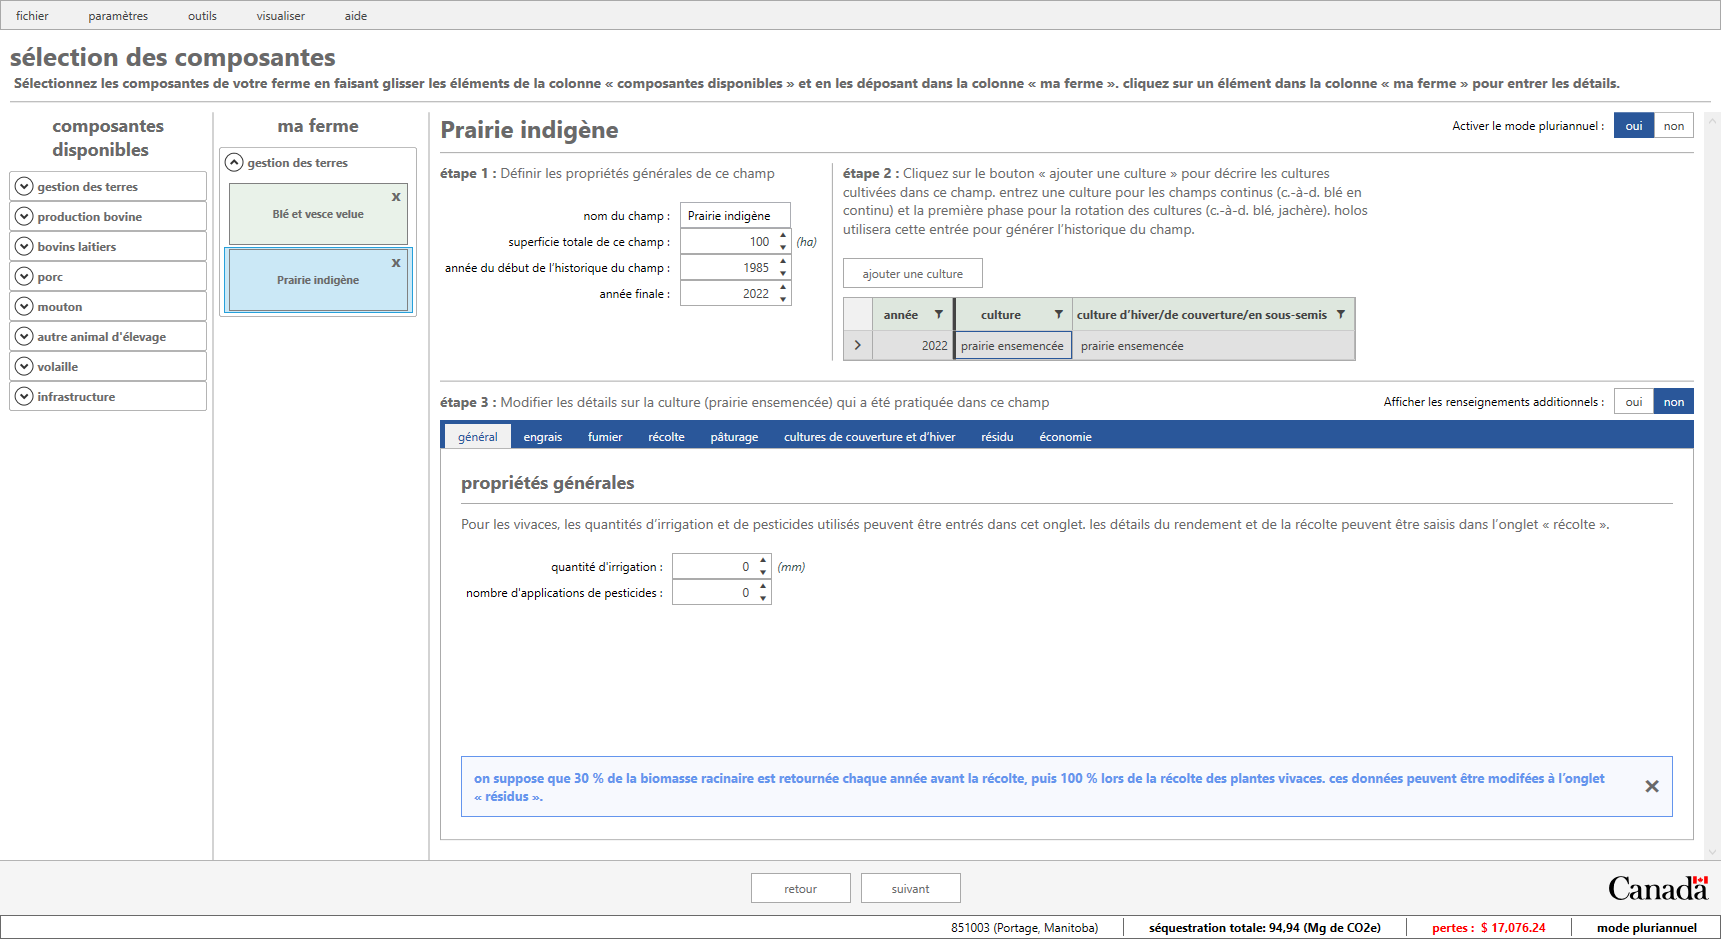 fichier paramètres outils visualiser aide
sélection des composantes
Sélectionnez les composantes de votre ferme en faisant glisser les éléments de la colonne « composantes disponibles » et en les déposant dans la colonne « ma ferme ». cliquez sur un élément dans la colonne « ma ferme » pour entrer les détails.
composantes
disponibles
gestion des terres
production bovine
bovins laitiers
porc
mouton
autre animal d'élevage
volaille
infrastructure
ma ferme
gestion des terres
x
Blé et vesce velue
x
Prairie indigène
Prairie indigène
Activer le mode pluriannuel : oui non
étape 1 : Définir les propriétés générales de ce champ
nom du champ : Prairie indigène
superficie totale de ce champ : 100 (ha)
année du début de l’historique du champ : 1985
année finale : 2022
étape 2 : Cliquez sur le bouton « ajouter une culture » pour décrire les cultures
cultivées dans ce champ. entrez une culture pour les champs continus (c.-à-d. blé en
continu) et la première phase pour la rotation des cultures (c.-à-d. blé, jachère). holos
utilisera cette entrée pour générer l’historique du champ.
ajouter une culture
année culture culture d’hiver/de couverture/en sous-semis
2022 prairie ensemencée prairie ensemencée
étape 3 : Modifier les détails sur la culture (prairie ensemencée) qui a été pratiquée dans ce champ
Afficher les renseignements additionnels : oui non
général engrais fumier récolte pâturage cultures de couverture et d’hiver résidu économie
propriétés générales
Pour les vivaces, les quantités d’irrigation et de pesticides utilisés peuvent être entrés dans cet onglet. les détails du rendement et de la récolte peuvent être saisis dans l’onglet « récolte ».
quantité d'irrigation : 0 (mm)
nombre d'applications de pesticides : 0
on suppose que 30 % de la biomasse racinaire est retournée chaque année avant la récolte, puis 100 % lors de la récolte des plantes vivaces. ces données peuvent être modifées à l’onglet
« résidus ».
retour suivant
Canada
851003 (Portage, Manitoba) séquestration totale: 94,94 (Mg de CO2e) pertes : $ 17,076.24 mode pluriannuel